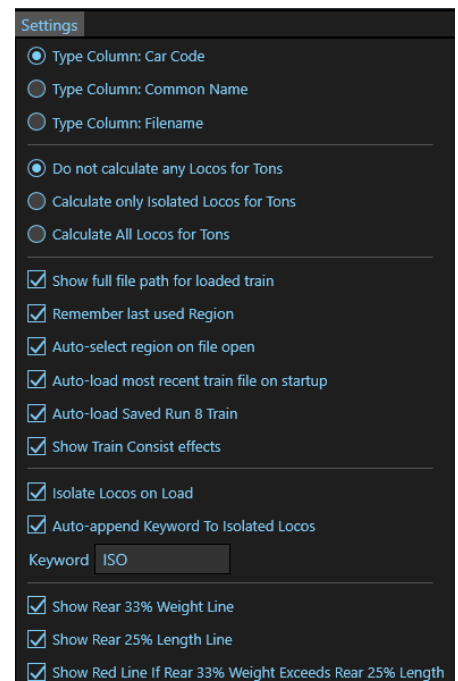 Settings
Type Column: Car Code
Type Column: Common Name
Type Column: Filename
Do not calculate any Locos for Tons
Calculate only Isolated Locos for Tons
Calculate All Locos for Tons
Show full file path for loaded train
Remember last used Region
Auto-select region on file open
Auto-load most recent train file on startup
Auto-load Saved Run 8 Train
Show Train Consist effects
Isolate Locos on Load
Auto-append Keyword To Isolated Locos
Keyword ISO
Show Rear 33% Weight Line
Show Rear 25% Length Line
Show Red Line If Rear 33% Weight Exceeds Rear 25% Length